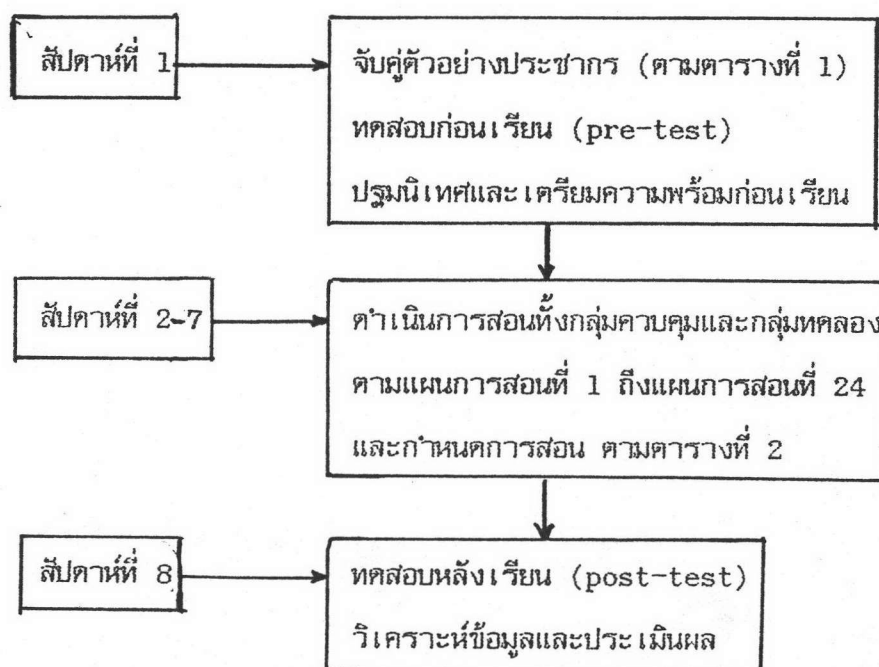 สัปดาห์ที่ 1
จับคู่ตัวอย่างประชากร (ตามตารางที่ 1)
ทดสอบก่อนเรียน (pre-test)
ปฐมนิเทศและเตรียมความพร้อมก่อนเรียน
สัปดาห์ที่ 2-7
ดำเนินการสอนทั้งกลุ่มควบคุมและกลุ่มทดลอง
ตามแผนการสอนที่ 1 ถึงแผนการสอนที่ 24
และกำหนดการสอน ตามตารางที่ 2
สัปดาห์ที่ 8
ทดสอบหลังเรียน (post-test)
วิเคราะห์ข้อมูลและประเมินผล